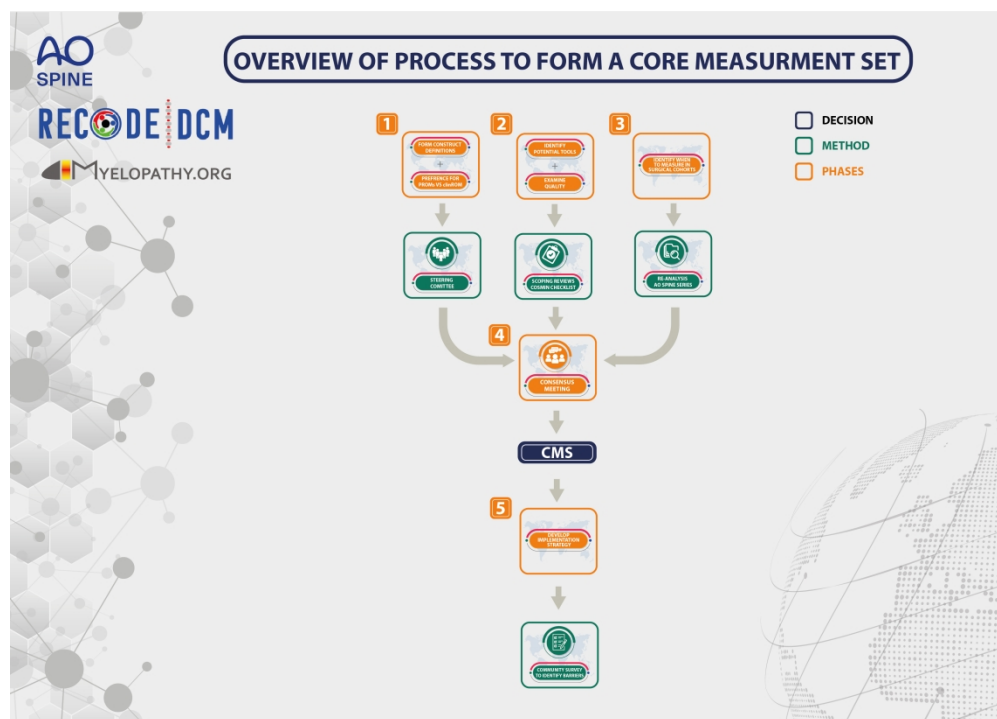 AO
SPINE
RECODE DCM
MYELOPATHY.ORG
OVERVIEW OF PROCESS TO FORM A CORE MEASURMENT SET
DECISION
METHOD
PHASES
1
FORM CONSTRUCT
DEFINITIONS
+
PREFRENCE FOR
PROMs VS clinROM
2
IDENTIFY
POTENTIAL TOOLS
+
EXAMINE
QUALITY
3
IDENTIFY WHEN
TO MEASURE IN
SURGICAL COHORTS
STEERING
COMITTEE
SCOPING REVIEWS
COSMIN CHECKLIST
RE-ANALYSIS
AO SPINE SERIES
4
CONSENSUS
MEETING
CMS
5
DEVELOP
IMPLEMENTATION
STRATEGY
COMMUNITY SURVEY
TO IDENTIFY BARRIERS